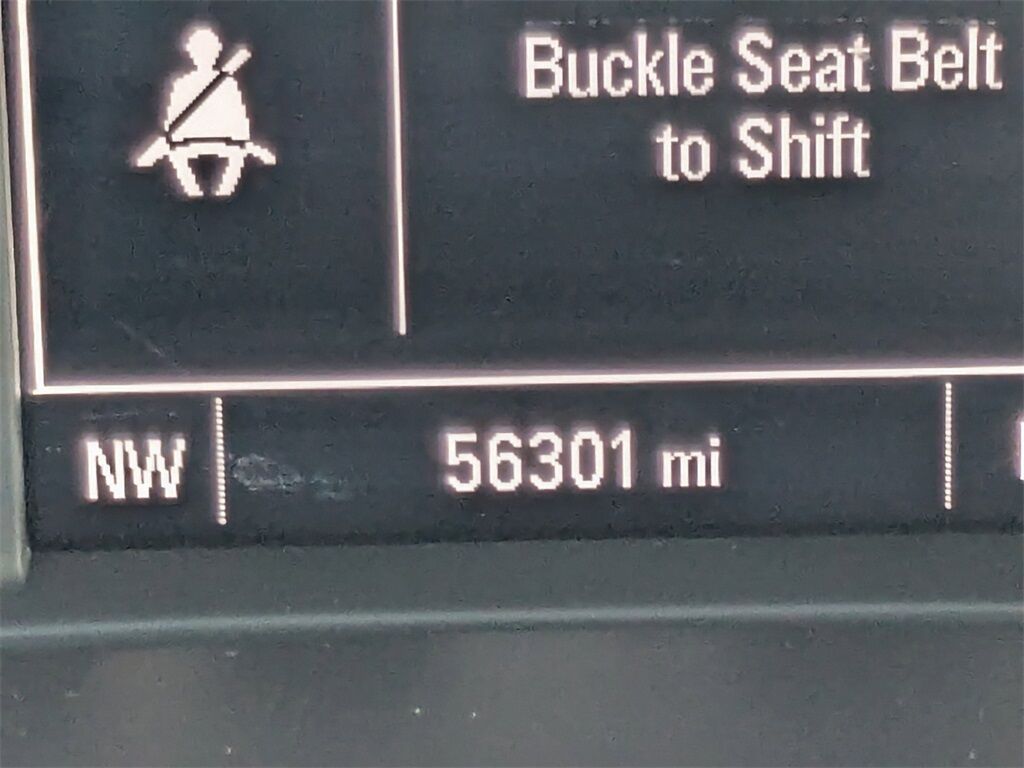 Buckle Seat Belt
to Shift
NW
56301 mi